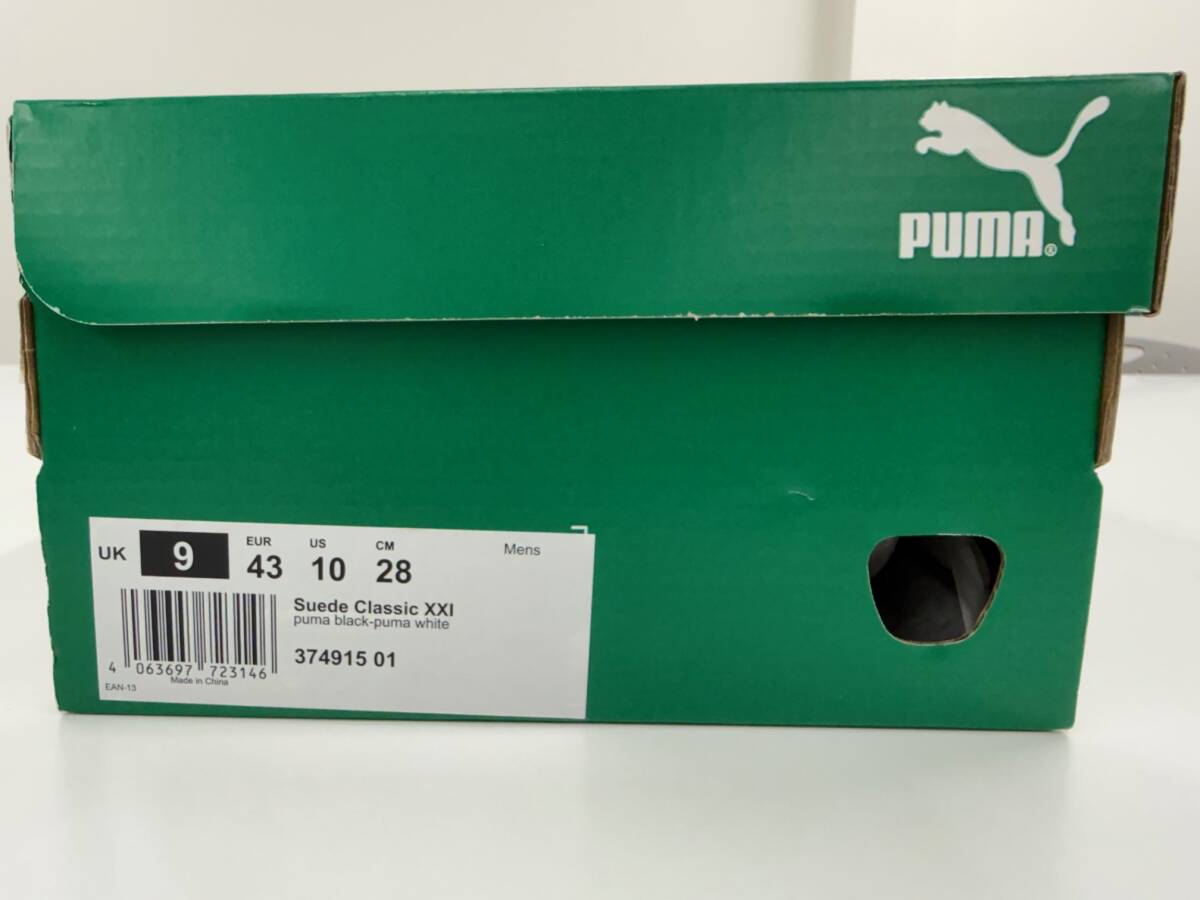 PUMA®
UK 9 EUR 43 US 10 CM 28 Mens
Suede Classic XXI
puma black-puma white
374915 01
4 063697 723146
Made in China
EAN-13